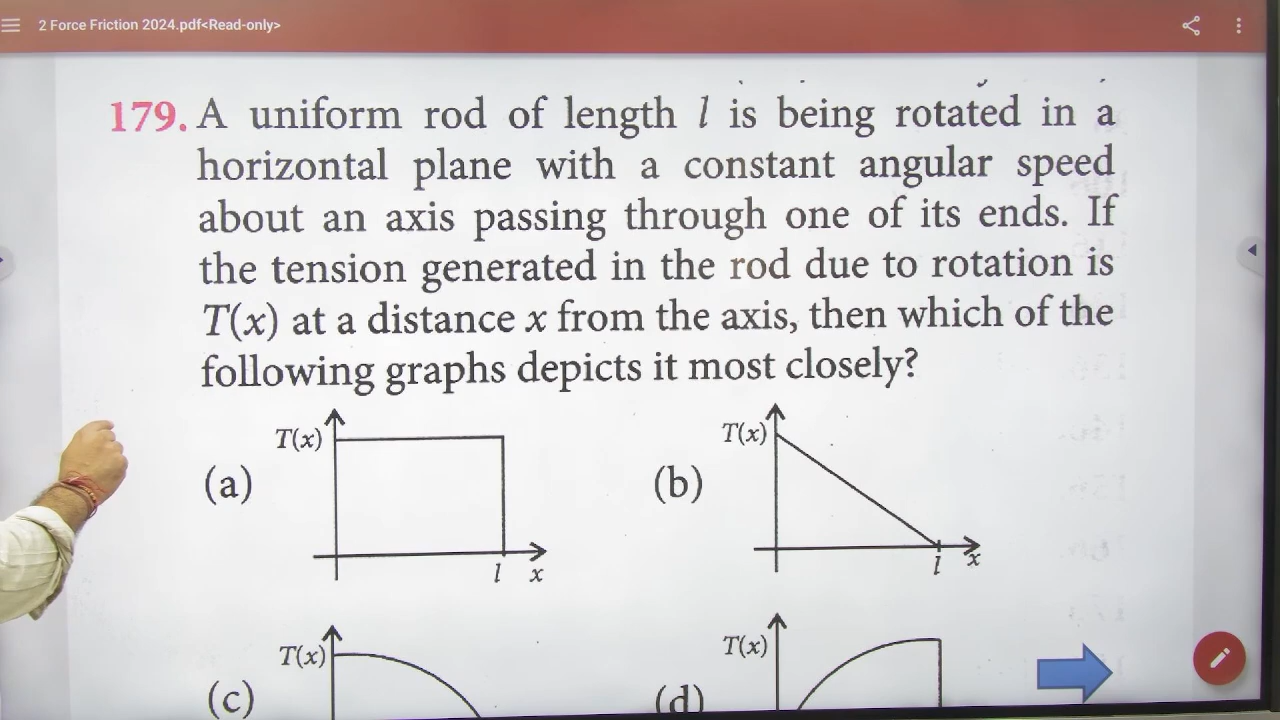 2 Force Friction 2024.pdf<Read-only>
179. A uniform rod of length l is being rotated in a
horizontal plane with a constant angular speed
about an axis passing through one of its ends. If
the tension generated in the rod due to rotation is
T(x) at a distance x from the axis, then which of the
following graphs depicts it most closely?
(a) T(x) l x
(b) T(x) l x
(c) T(x)
(d) T(x)